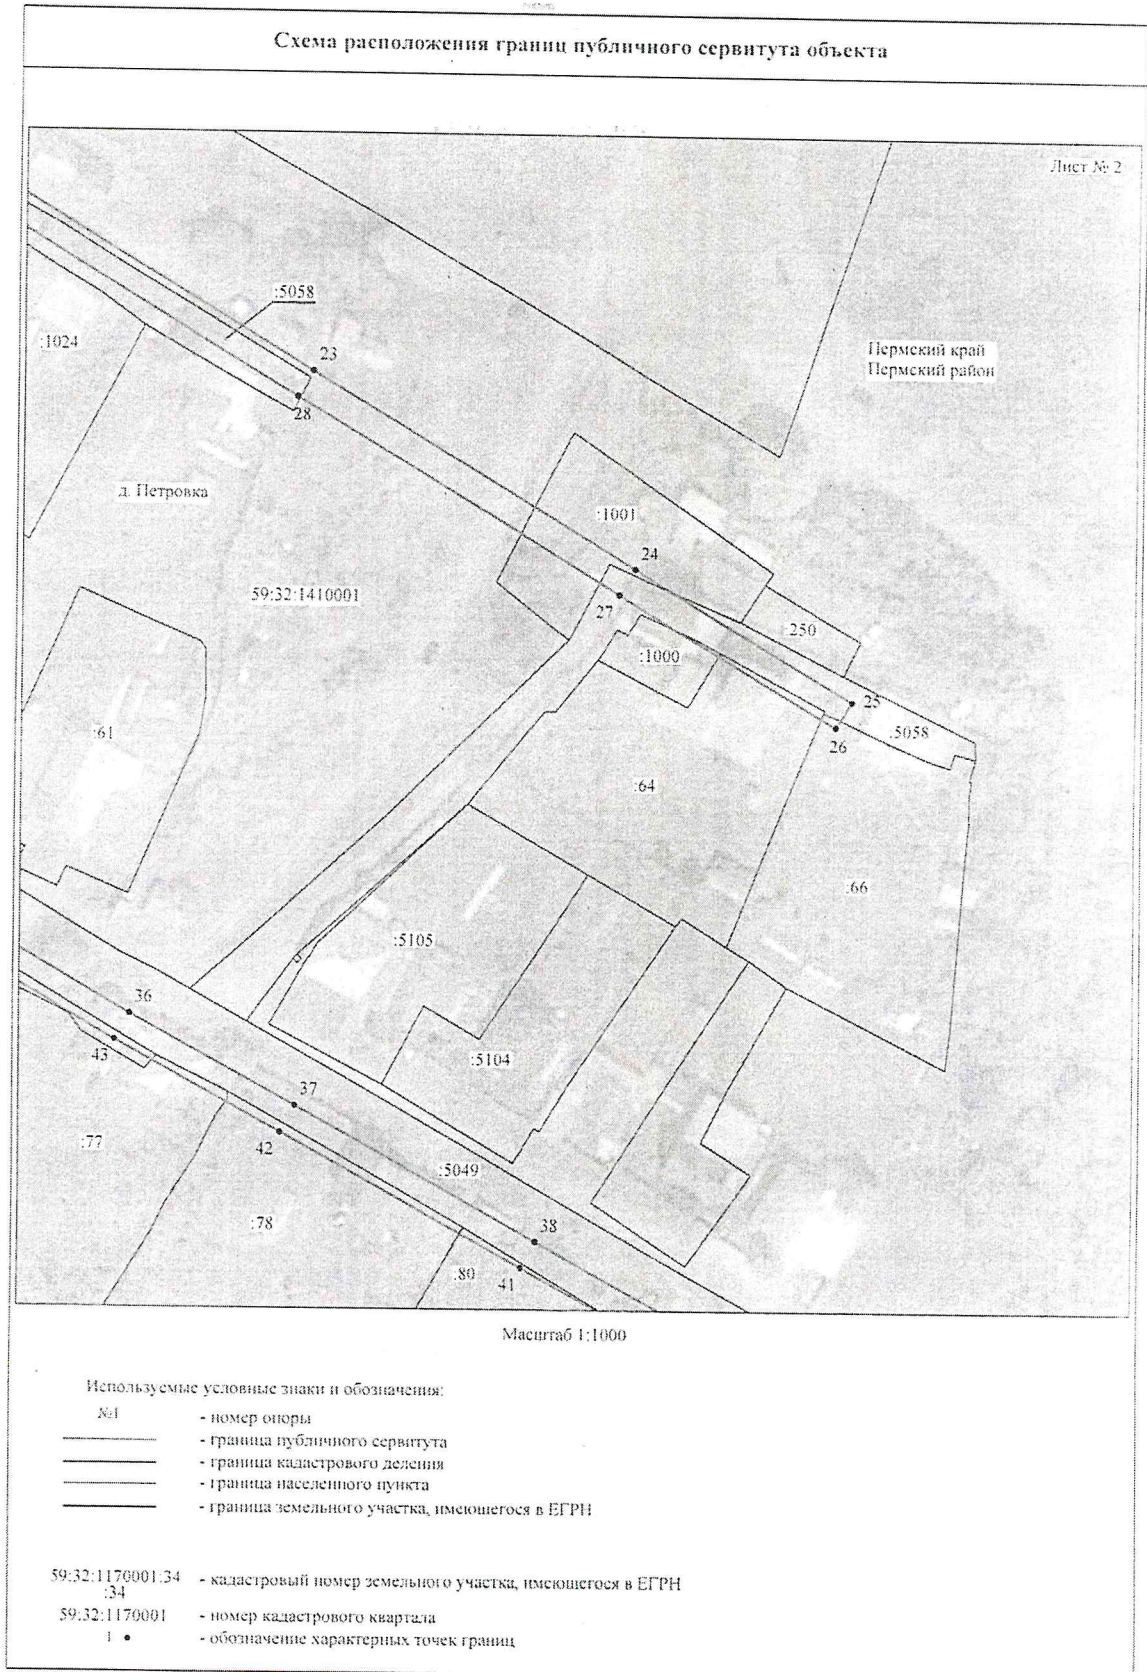 Схема расположения границ публичного сервитута объекта
Лист № 2
:5058
:1024
23
Пермский край
Пермский район
28
д. Петровка
:1001
24
59:32:1410001
27
:250
:1000
25
:61
:5058
26
:64
:66
:5105
36
43
:5104
37
:77
42
:5049
:78
38
:80
41
Масштаб 1:1000
Используемые условные знаки и обозначения:
№1 - номер опоры
- граница публичного сервитута
- граница кадастрового деления
- граница населенного пункта
- граница земельного участка, имеющегося в ЕГРН
59:32:1170001:34
:34 - кадастровый номер земельного участка, имеющегося в ЕГРН
59:32:1170001 - номер кадастрового квартала
1 - обозначение характерных точек границ